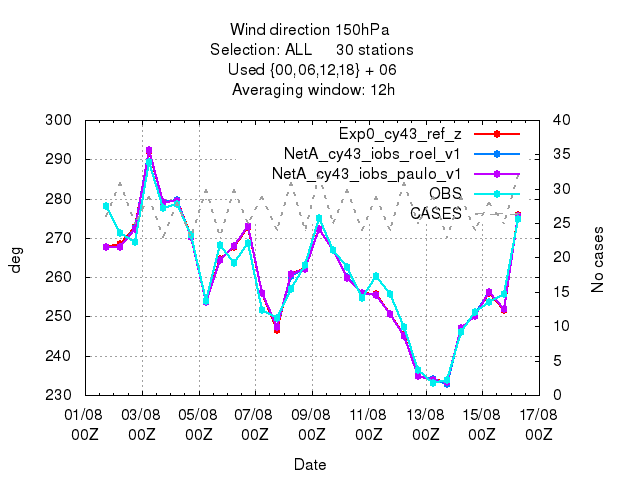 Wind direction 150hPa
Selection: ALL 30 stations
Used {00,06,12,18} + 06
Averaging window: 12h
300 40
Exp0_cy43_ref_z
290 35
NetA_cy43_iobs_roel_v1
NetA_cy43_iobs_paulo_v1
280 30
OBS
CASES
270 25
deg
260 20
No cases
15
250
10
240
5
230 0
01/08 03/08 05/08 07/08 09/08 11/08 13/08 15/08 17/08
00Z 00Z 00Z 00Z 00Z 00Z 00Z 00Z 00Z
Date